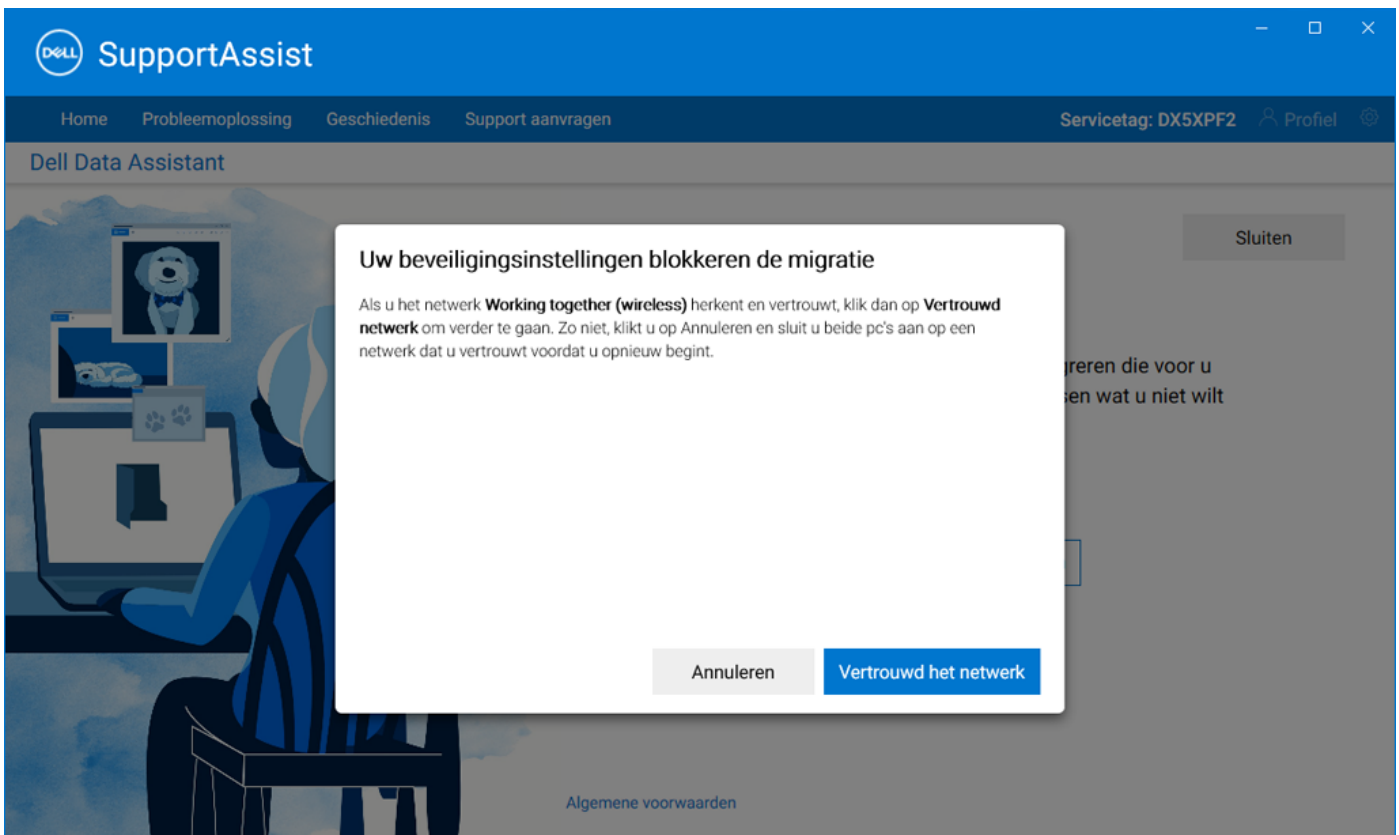 DELL SupportAssist
Home Probleemoplossing Geschiedenis Support aanvragen Servicetag: DX5XPF2 Profiel
Dell Data Assistant
Sluiten
Uw beveiligingsinstellingen blokkeren de migratie
Als u het netwerk Working together (wireless) herkent en vertrouwt, klik dan op Vertrouwd
netwerk om verder te gaan. Zo niet, klikt u op Annuleren en sluit u beide pc's aan op een
netwerk dat u vertrouwt voordat u opnieuw begint.
die voor u
wat u niet wilt
Annuleren Vertrouwd het netwerk
Algemene voorwaarden